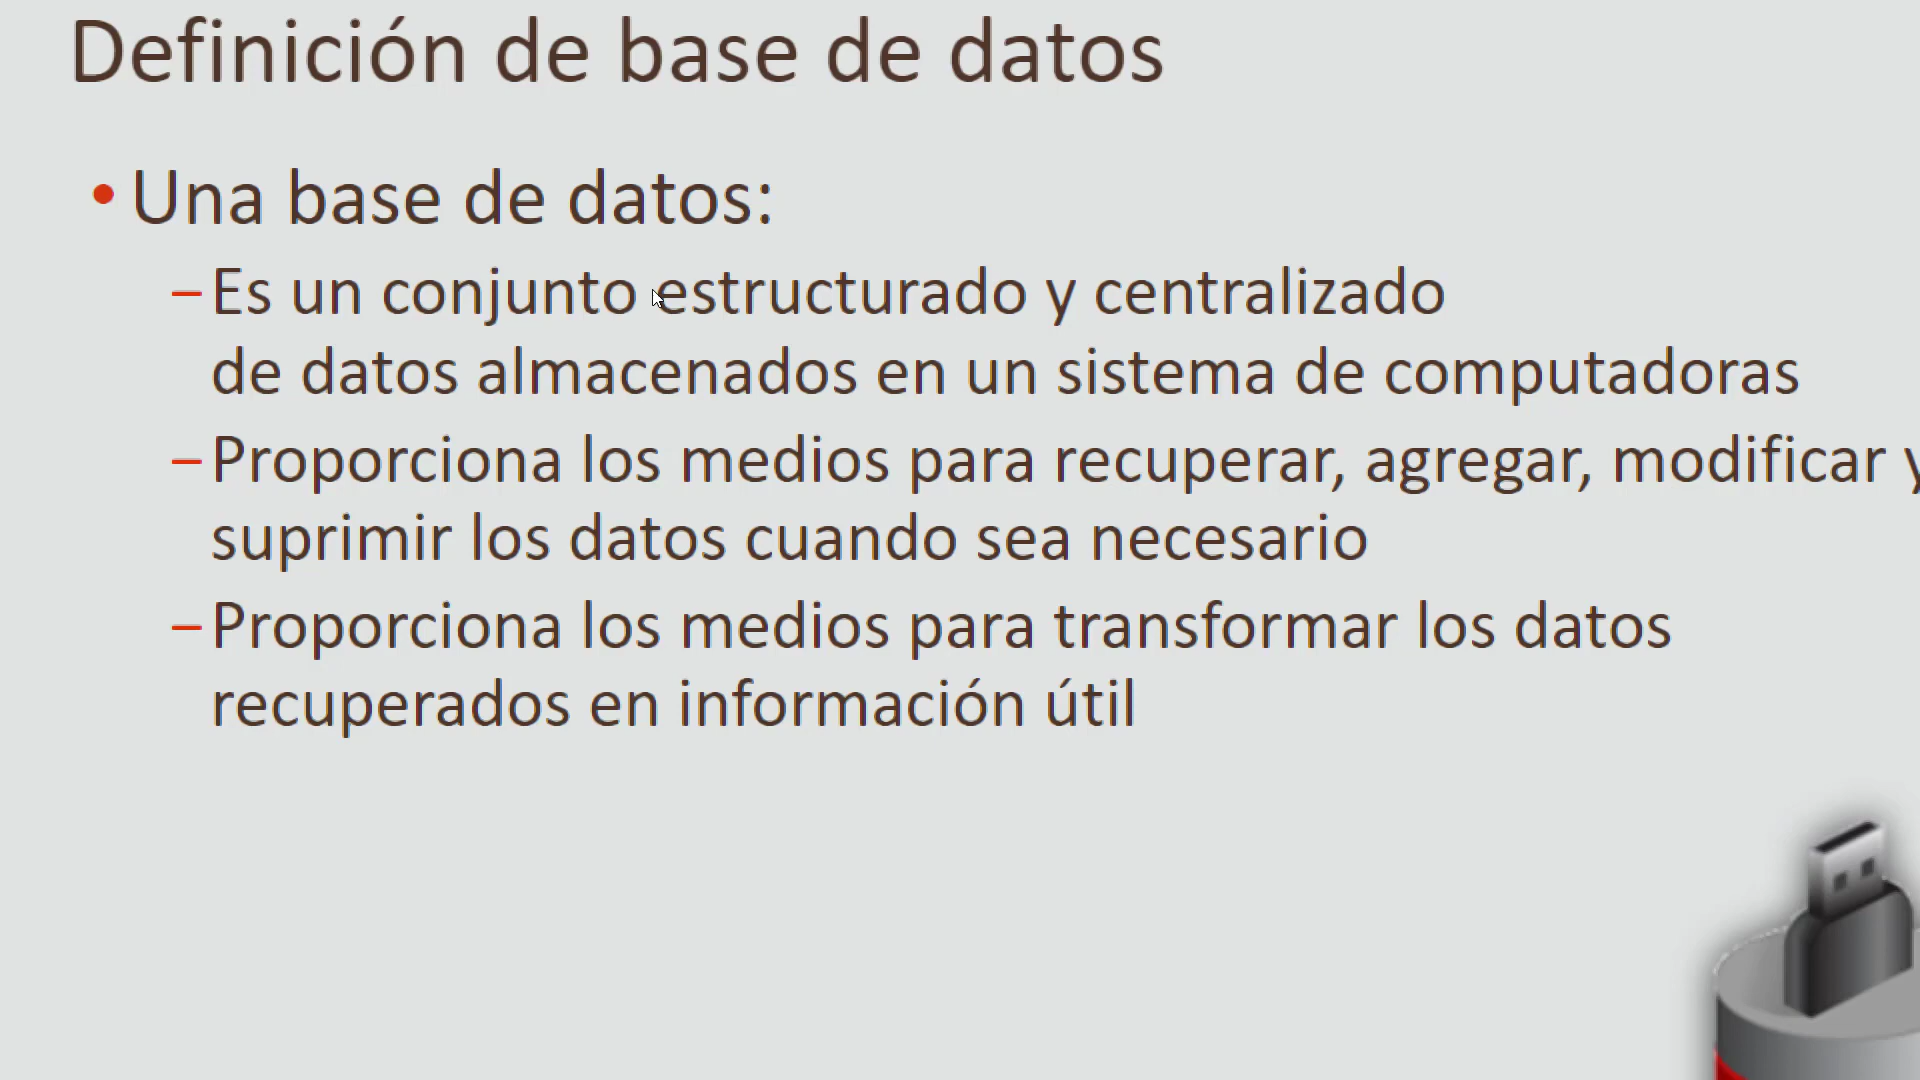 Definición de base de datos
• Una base de datos:
– Es un conjunto estructurado y centralizado
de datos almacenados en un sistema de computadoras
– Proporciona los medios para recuperar, agregar, modificar y
suprimir los datos cuando sea necesario
– Proporciona los medios para transformar los datos
recuperados en información útil